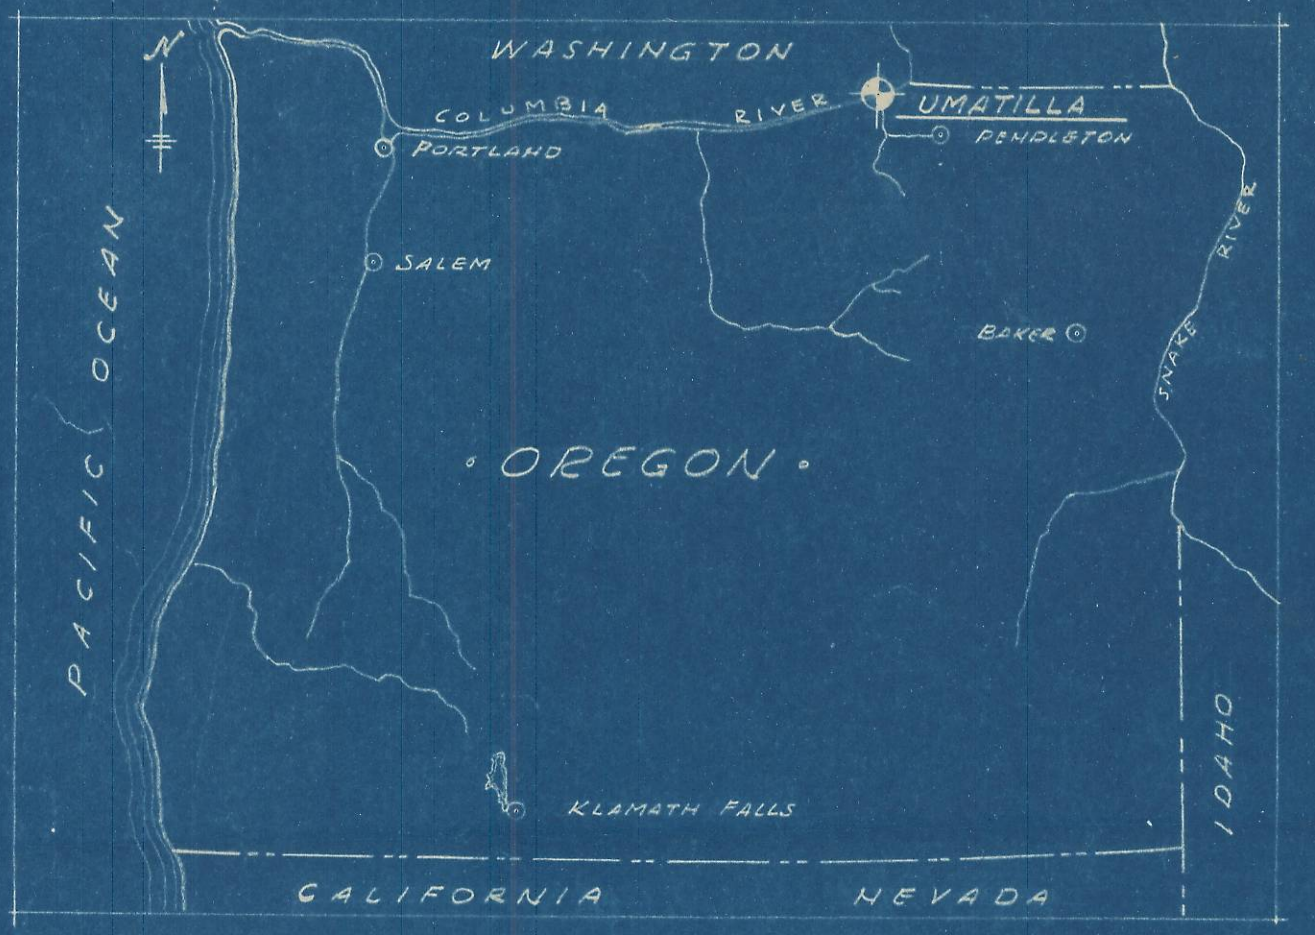 N
WASHINGTON
COLUMBIA RIVER
UMATILLA
PORTLAND
PENDLETON
SALEM
SNAKE RIVER
BAKER
PACIFIC OCEAN
• OREGON •
IDAHO
KLAMATH FALLS
CALIFORNIA
NEVADA